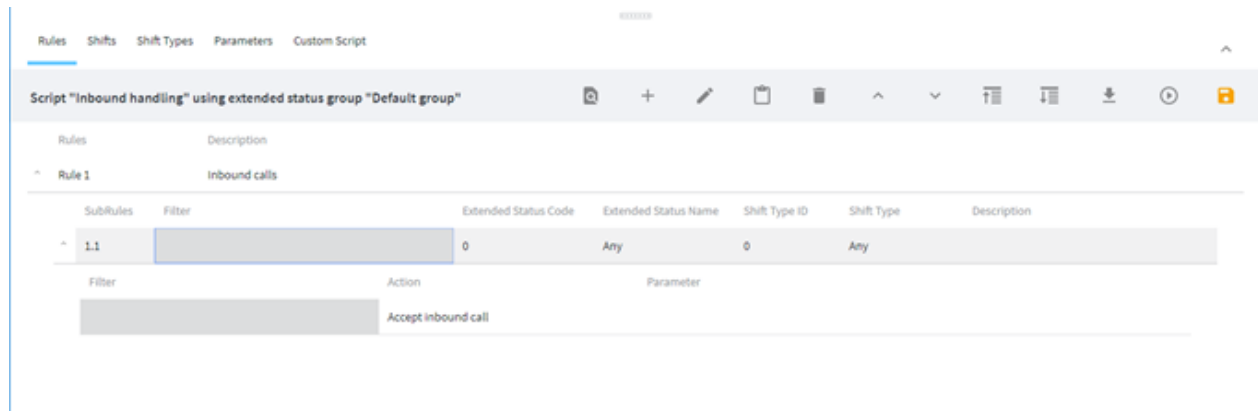 Rules Shifts Shift Types Parameters Custom Script
Script "Inbound handling" using extended status group "Default group"
Rules Description
Rule 1 Inbound calls
SubRules Filter Extended Status Code Extended Status Name Shift Type ID Shift Type Description
1.1 0 Any 0 Any
Filter Action Parameter
Accept inbound call